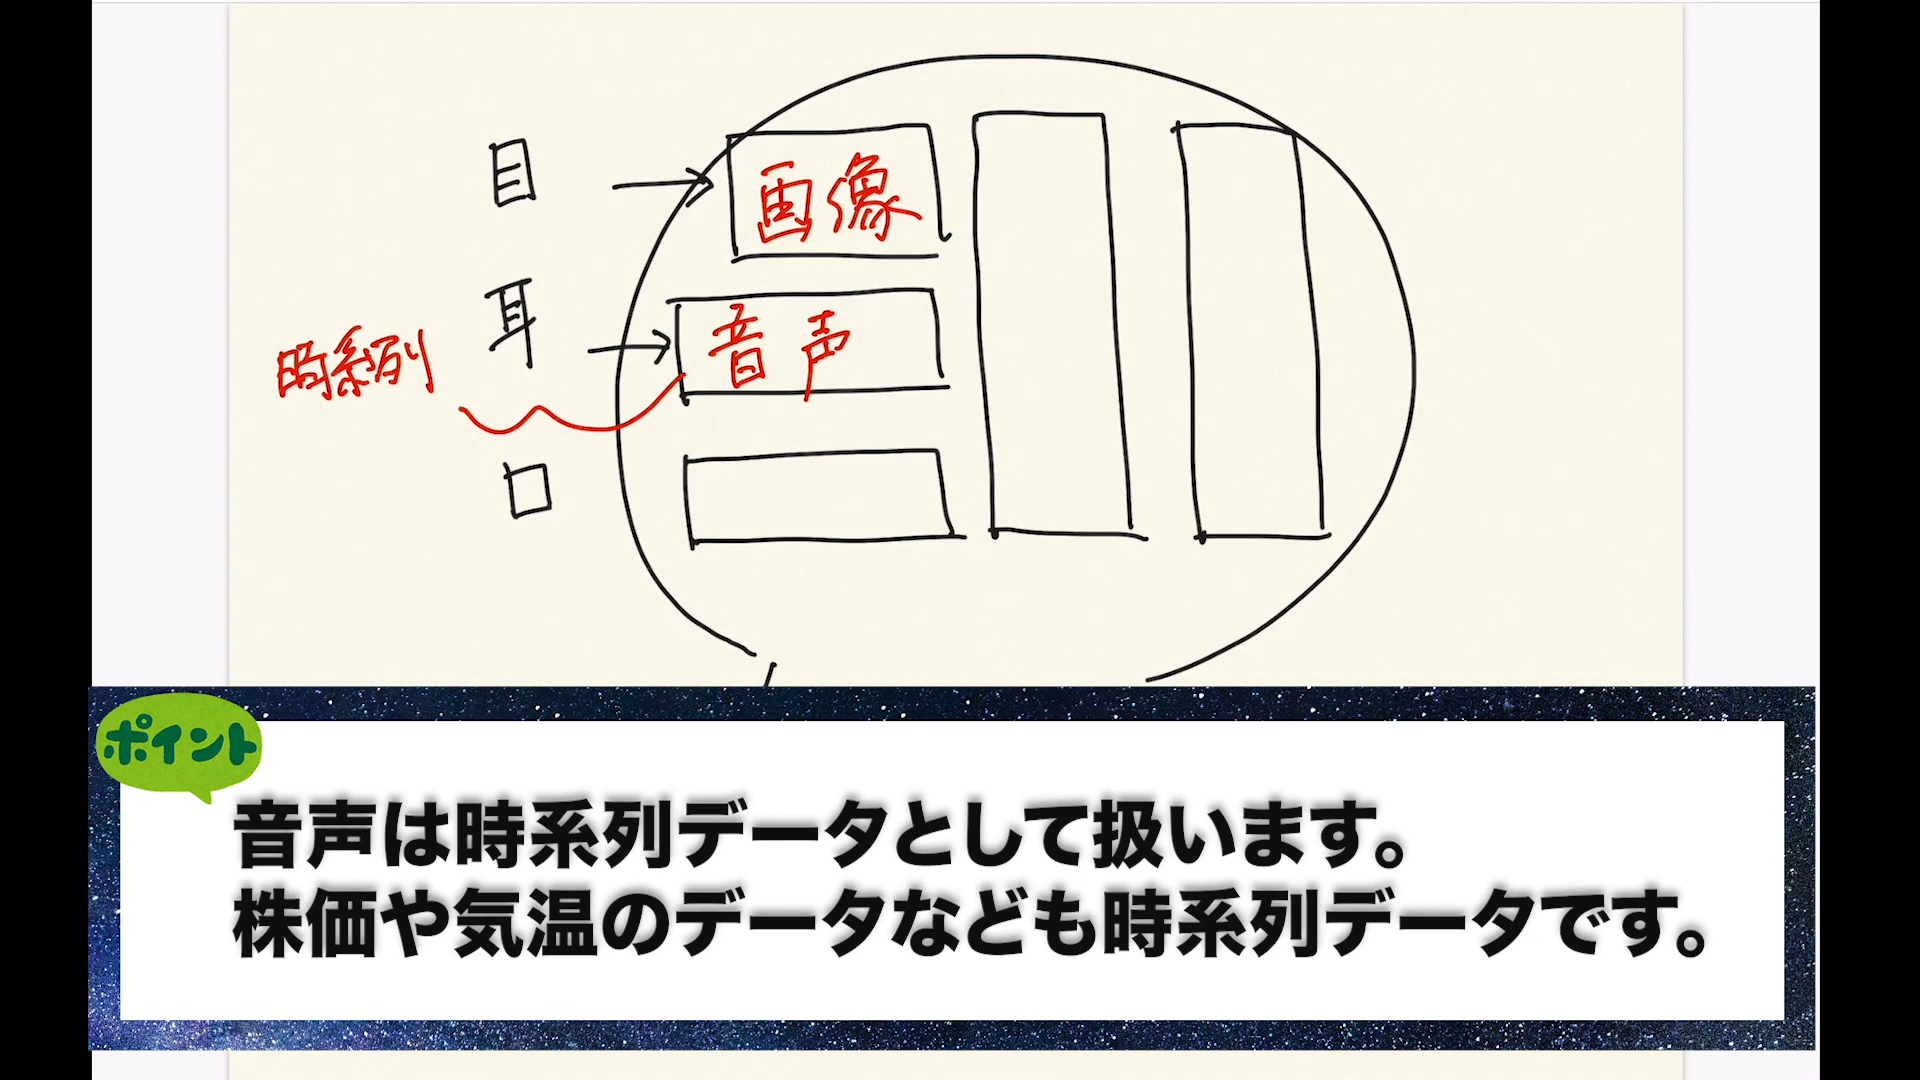 目
画像
耳
音声
時系列
口
ポイント
音声は時系列データとして扱います。
株価や気温のデータなども時系列データです。